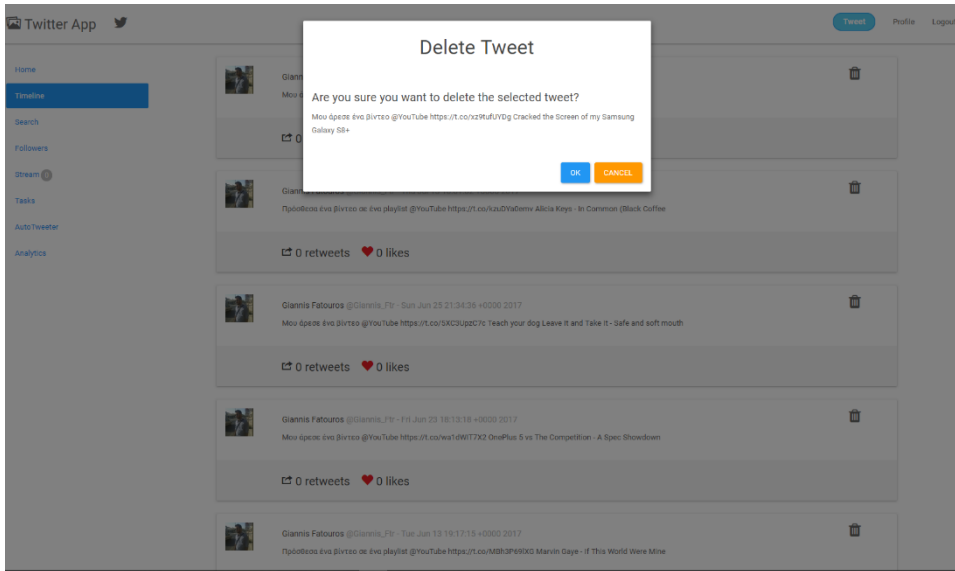 Twitter App
Tweet
Profile
Logout
Home
Timeline
Search
Followers
Stream 0
Tasks
AutoTweeter
Analytics
Delete Tweet
Are you sure you want to delete the selected tweet?
Μου άρεσε ένα βίντεο @YouTube https://t.co/xz9tufUYDg Cracked the Screen of my Samsung
Galaxy S8+
OK
CANCEL
Giann
Μου
0
Giann
Πρόσθεσα ένα βίντεο σε ένα playlist @YouTube Alicia Keys - In Common (Black Coffee
0 retweets 0 likes
Giannis Fatouros @Giannis_Ftr - Sun Jun 25 21:34:36 +0000 2017
Μου άρεσε ένα βίντεο @YouTube https://t.co/5XC3UpzC7c Teach your dog Leave It and Take It - Safe and soft mouth
0 retweets 0 likes
Giannis Fatouros @Giannis_Ftr - Fri Jun 23 18:13:18 +0000 2017
Μου άρεσε ένα βίντεο @YouTube https://t.co/ws1dWiT7X2 OnePlus 5 vs The Competition - A Spec Showdown
0 retweets 0 likes
Giannis Fatouros @Giannis_Ftr - Tue Jun 13 19:17:15 +0000 2017
Πρόσθεσα ένα βίντεο σε ένα playlist @YouTube Marvin Gaye - If This World Were Mine